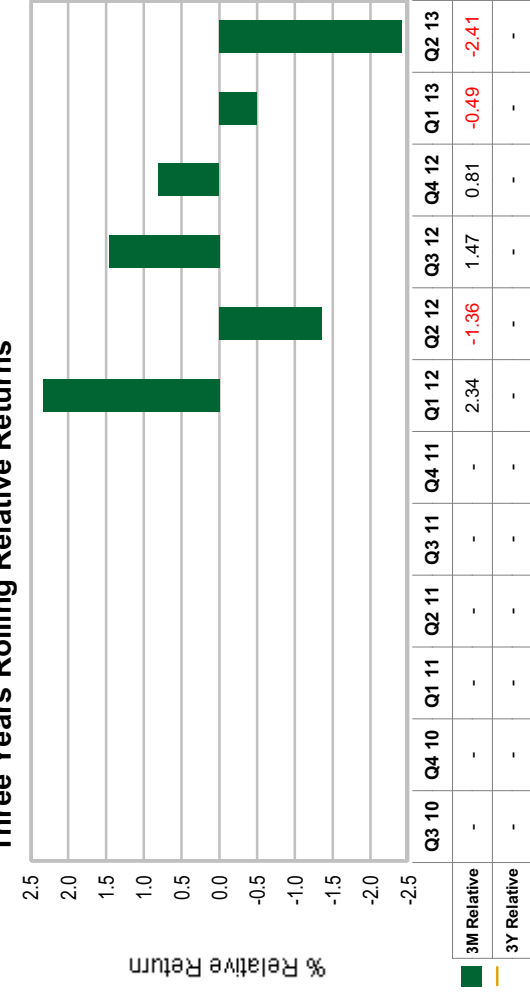 Three Years Rolling Relative Returns
% Relative Return
2.5
2.0
1.5
1.0
0.5
0.0
-0.5
-1.0
-1.5
-2.0
-2.5
Q3 10 Q4 10 Q1 11 Q2 11 Q3 11 Q4 11 Q1 12 Q2 12 Q3 12 Q4 12 Q1 13 Q2 13
3M Relative - - - - - - 2.34 -1.36 1.47 0.81 -0.49 -2.41
3Y Relative - - - - - - - - - - - -